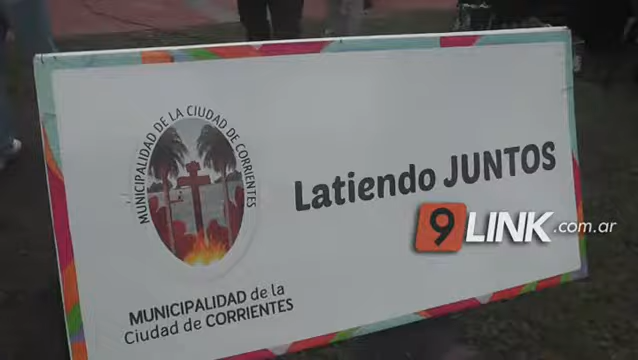 MUNICIPALIDAD DE LA CIUDAD DE CORRIENTES
Latiendo JUNTOS
9 LINK.com.ar
MUNICIPALIDAD de la
Ciudad de CORRIENTES